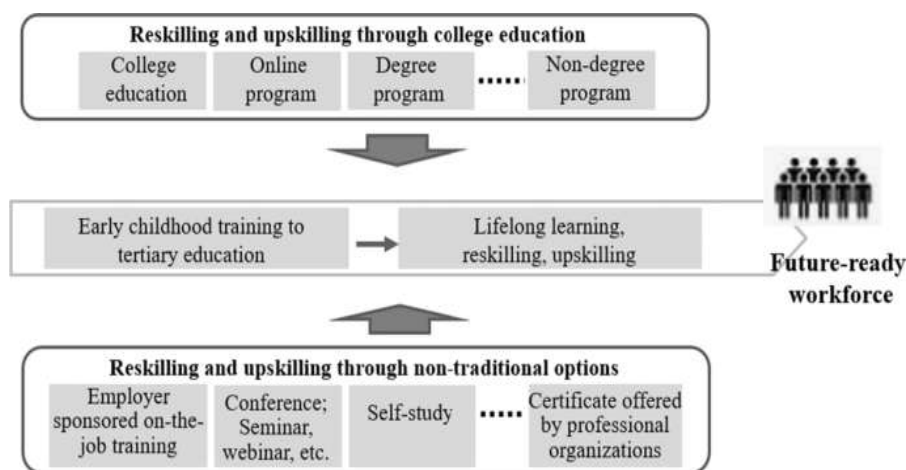 Reskilling and upskilling through college education
College
education
Online
program
Degree
program
Non-degree
program
Early childhood training to
tertiary education
Lifelong learning,
reskilling, upskilling
Future-ready
workforce
Reskilling and upskilling through non-traditional options
Employer
sponsored on-the-
job training
Conference;
Seminar,
webinar, etc.
Self-study
Certificate offered
by professional
organizations